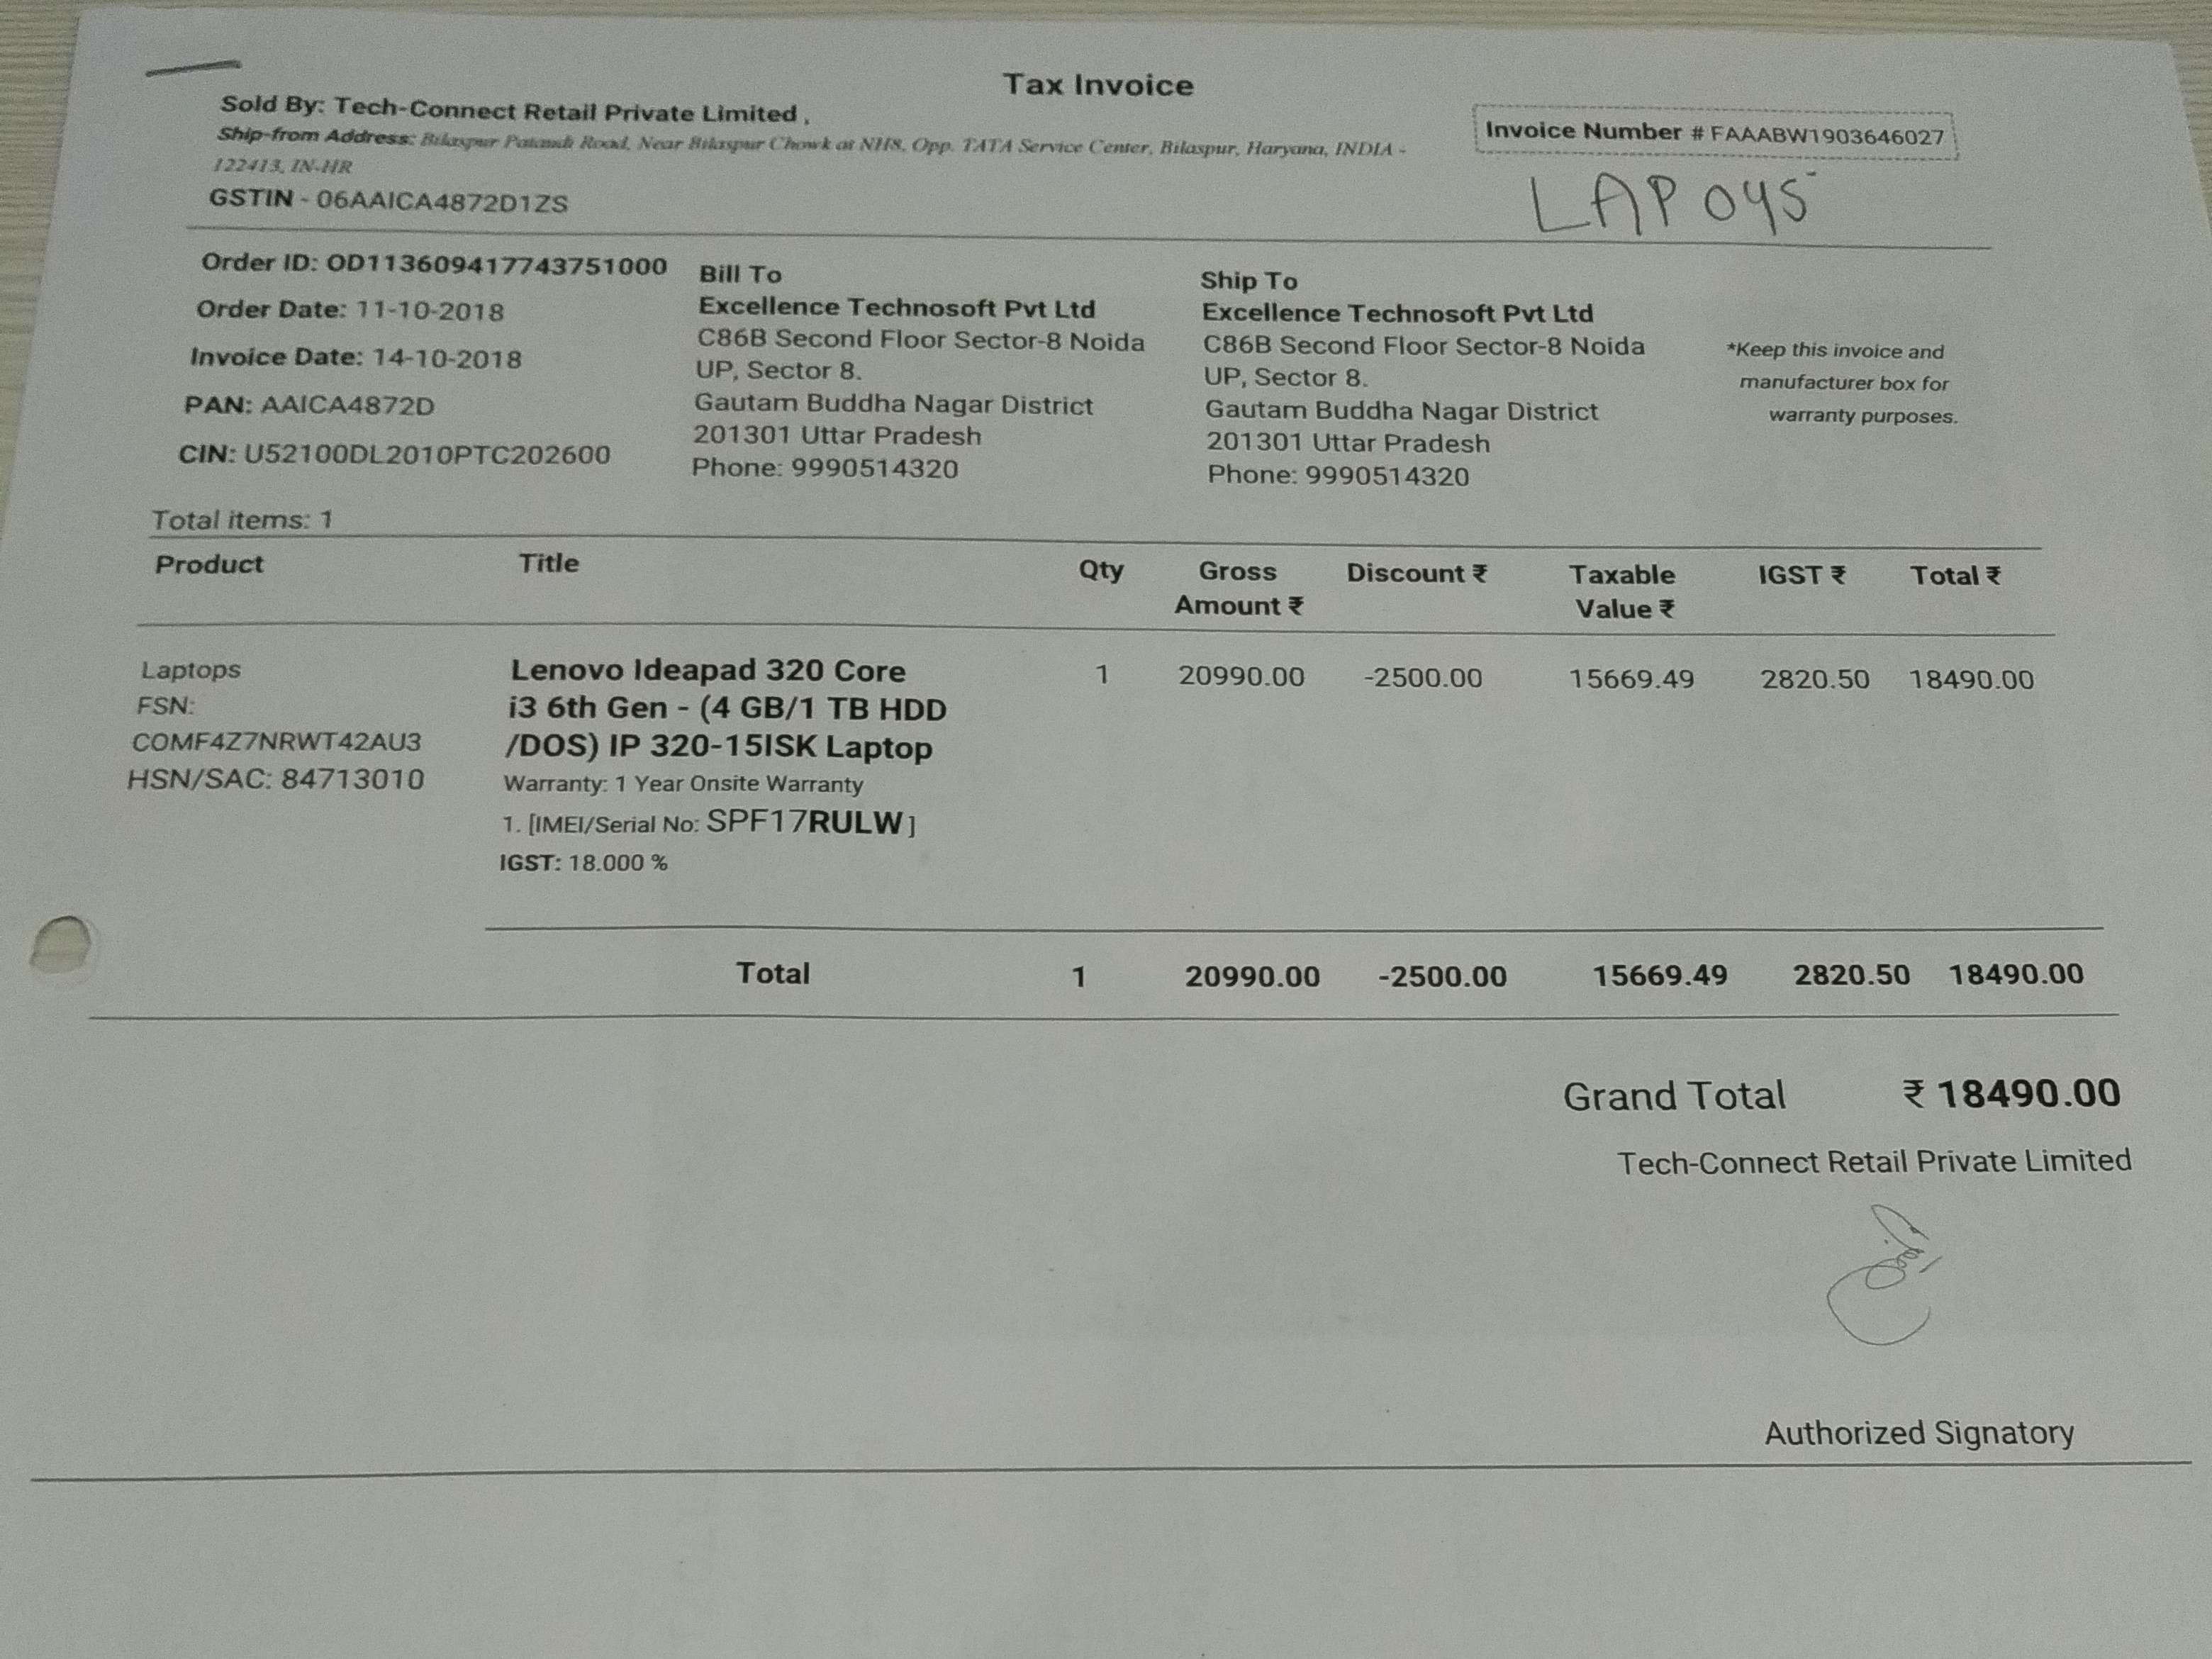 Tax Invoice
Sold By: Tech-Connect Retail Private Limited ,
Ship-from Address: Bilaspur Pataudi Road, Near Bilaspur Chowk at NH8, Opp. TATA Service Center, Bilaspur, Haryana, INDIA -
122413, IN-HR
GSTIN - 06AAICA4872D1ZS
Invoice Number # FAAABW1903646027
LAP 045
Order ID: OD113609417743751000
Order Date: 11-10-2018
Invoice Date: 14-10-2018
PAN: AAICA4872D
CIN: U52100DL2010PTC202600
Bill To
Excellence Technosoft Pvt Ltd
C86B Second Floor Sector-8 Noida
UP, Sector 8.
Gautam Buddha Nagar District
201301 Uttar Pradesh
Phone: 9990514320
Ship To
Excellence Technosoft Pvt Ltd
C86B Second Floor Sector-8 Noida
UP, Sector 8.
Gautam Buddha Nagar District
201301 Uttar Pradesh
Phone: 9990514320
*Keep this invoice and
manufacturer box for
warranty purposes.
Total items: 1
Product Title Qty Gross Amount ₹ Discount ₹ Taxable Value ₹ IGST ₹ Total ₹
Laptops
FSN:
COMF4Z7NRWT42AU3
HSN/SAC: 84713010
Lenovo Ideapad 320 Core
i3 6th Gen - (4 GB/1 TB HDD
/DOS) IP 320-15ISK Laptop
Warranty: 1 Year Onsite Warranty
1. [IMEI/Serial No: SPF17RULW]
IGST: 18.000 %
1 20990.00 -2500.00 15669.49 2820.50 18490.00
Total 1 20990.00 -2500.00 15669.49 2820.50 18490.00
Grand Total ₹ 18490.00
Tech-Connect Retail Private Limited
Authorized Signatory